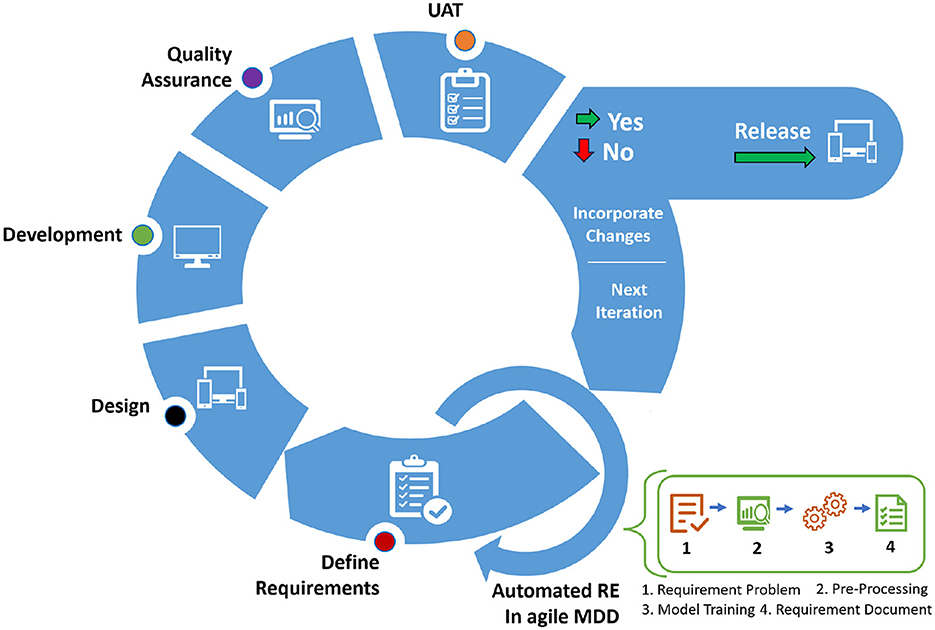 UAT
Quality
Assurance
Yes
No
Release
Incorporate
Changes
Next
Iteration
Development
Design
Define
Requirements
Automated RE
In agile MDD
1 2 3 4
1. Requirement Problem 2. Pre-Processing
3. Model Training 4. Requirement Document